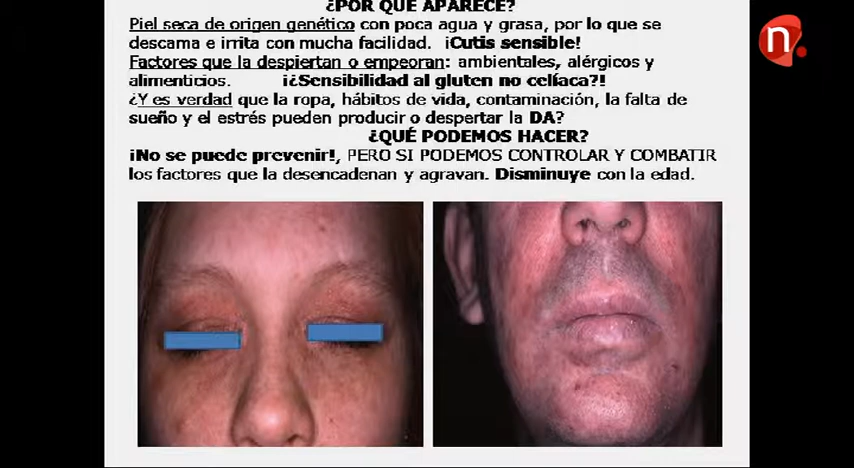 ¿POR QUÉ APARECE?
Piel seca de origen genético con poca agua y grasa, por lo que se
descama e irrita con mucha facilidad. ¡Cutis sensible!
Factores que la despiertan o empeoran: ambientales, alérgicos y
alimenticios. ¡¿Sensibilidad al gluten no celíaca?!
¿Y es verdad que la ropa, hábitos de vida, contaminación, la falta de
sueño y el estrés pueden producir o despertar la DA?
¿QUÉ PODEMOS HACER?
¡No se puede prevenir!, PERO SI PODEMOS CONTROLAR Y COMBATIR
los factores que la desencadenan y agravan. Disminuye con la edad.
n